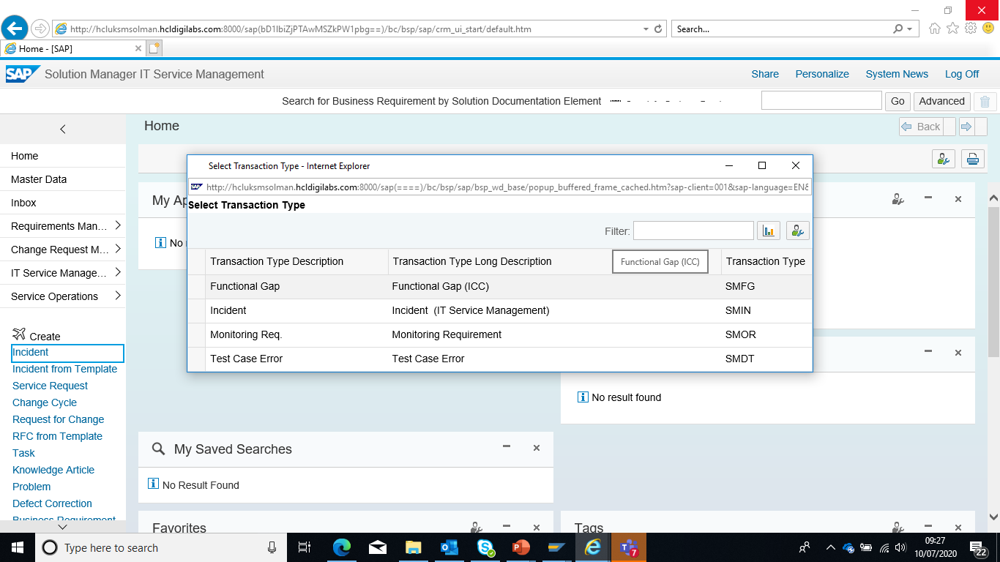 http://hcluksmsolman.hcldigilabs.com:8000/sap(bD1lbiZjPTAwMSZkPW1pbg==)/bc/bsp/sap/crm_ui_start/default.htm
Search...
Home - [SAP]
SAP Solution Manager IT Service Management
Share Personalize System News Log Off
Search for Business Requirement by Solution Documentation Element
Go Advanced
Home
Back
Home
Master Data
Inbox
Requirements Man...
Change Request M...
IT Service Manage...
Service Operations
Create
Incident
Incident from Template
Service Request
Change Cycle
Request for Change
RFC from Template
Task
Knowledge Article
Problem
Defect Correction
Business Requirement
My Ap
No
Select Transaction Type - Internet Explorer
SAP http://hcluksmsolman.hcldigilabs.com:8000/sap(====)/bc/bsp/sap/bsp_wd_base/popup_buffered_frame_cached.htm?sap-client=001&sap-language=EN&
Select Transaction Type
Filter:
Transaction Type Description Transaction Type Long Description Functional Gap (ICC) Transaction Type
Functional Gap Functional Gap (ICC) SMFG
Incident Incident (IT Service Management) SMIN
Monitoring Req. Monitoring Requirement SMOR
Test Case Error Test Case Error SMDT
No result found
My Saved Searches
No Result Found
Favorites
Tags
Type here to search
7
09:27
10/07/2020
22